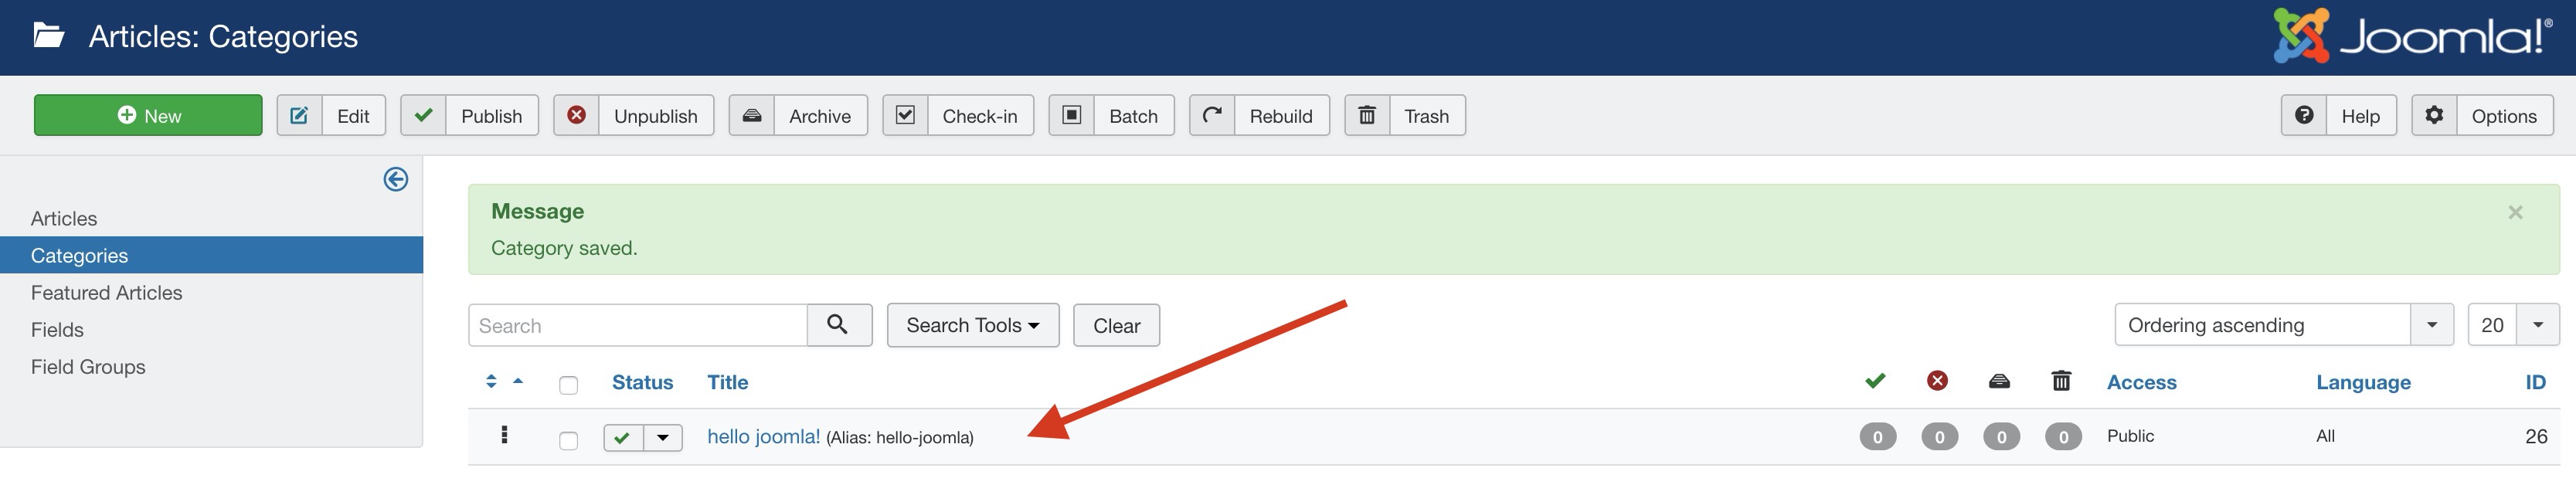 Articles: Categories
Joomla!®
New Edit Publish Unpublish Archive Check-in Batch Rebuild Trash Help Options
Articles
Categories
Featured Articles
Fields
Field Groups
Message
Category saved.
Search Search Tools Clear Ordering ascending 20
Status Title Access Language ID
hello joomla! (Alias: hello-joomla) 0 0 0 0 Public All 26